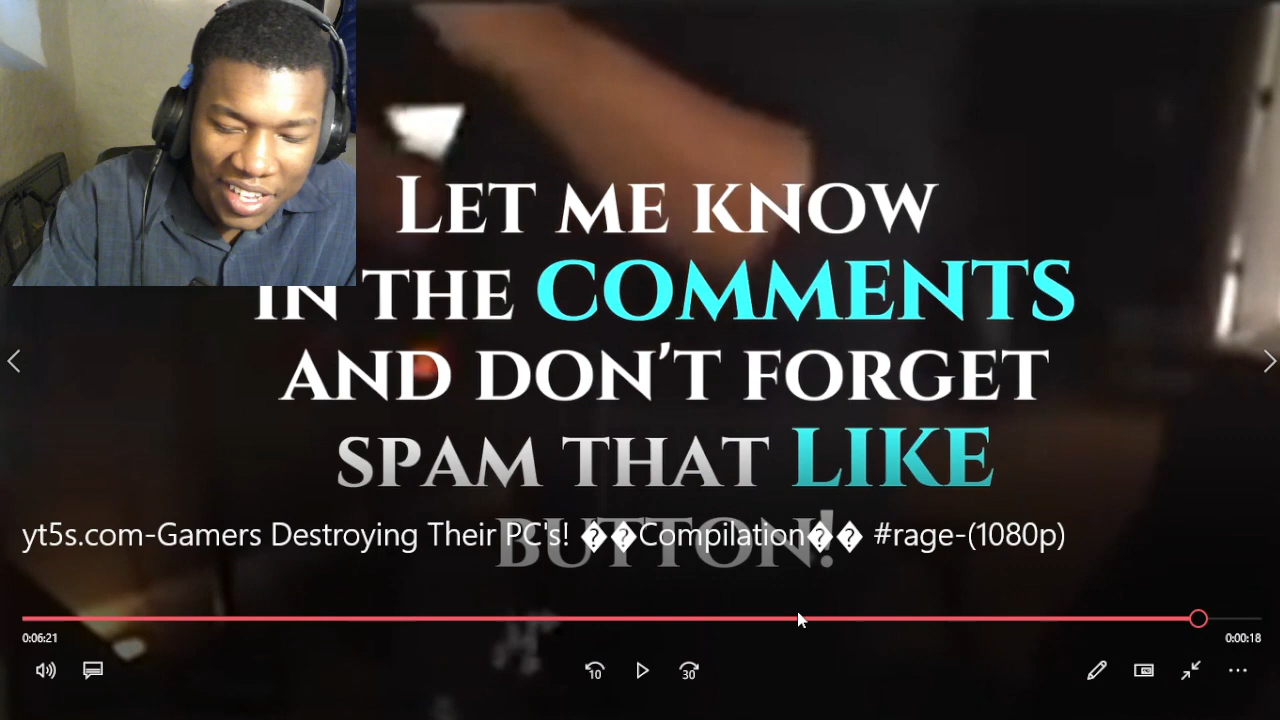 LET ME KNOW
IN THE COMMENTS
AND DON'T FORGET
SPAM THAT LIKE
BUTTON!
yt5s.com-Gamers Destroying Their PC's! ��Compilation�� #rage-(1080p)
0:06:21
0:00:18
10
30